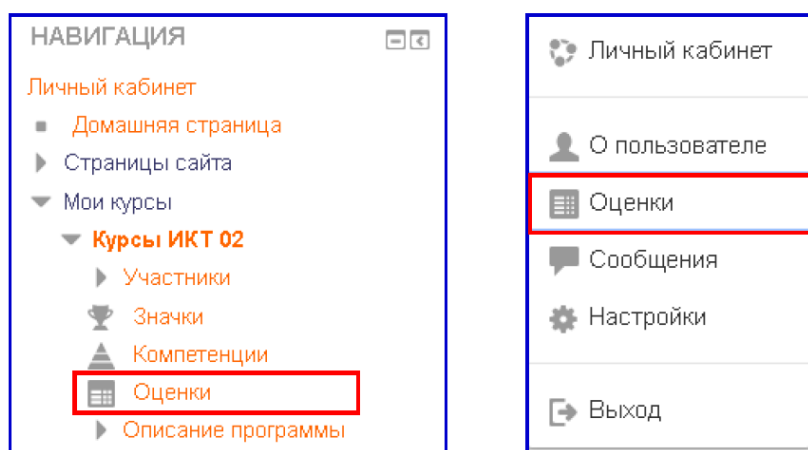 НАВИГАЦИЯ
Личный кабинет
Домашняя страница
Страницы сайта
Мои курсы
Курсы ИКТ 02
Участники
Значки
Компетенции
Оценки
Описание программы
Личный кабинет
О пользователе
Оценки
Сообщения
Настройки
Выход